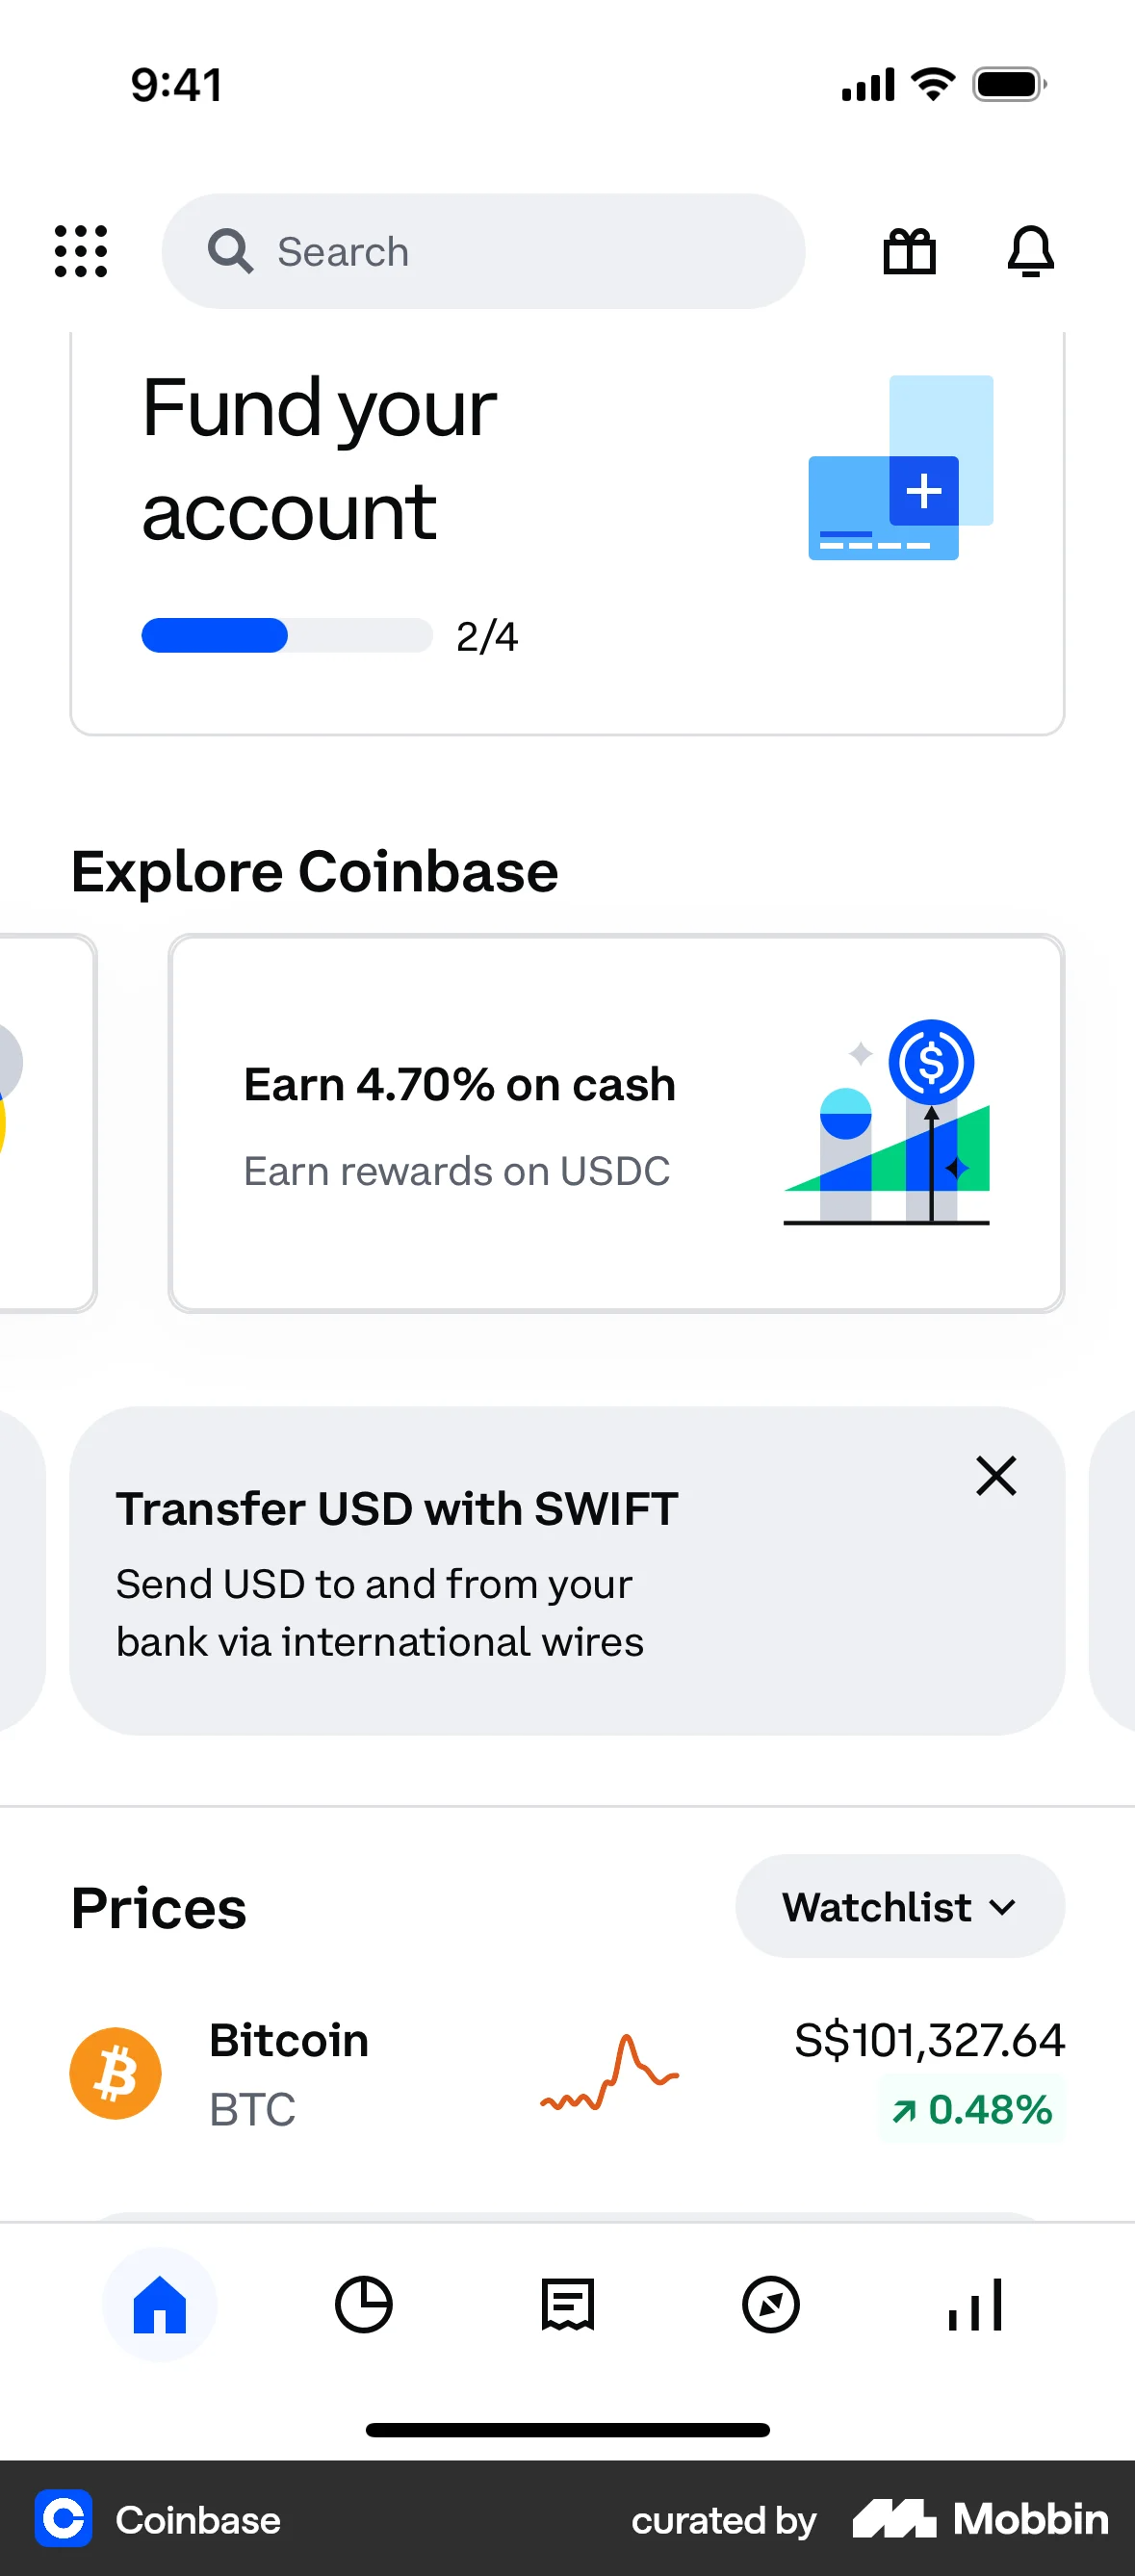 9:41
Search
Fund your
account
2/4
Explore Coinbase
Earn 4.70% on cash
Earn rewards on USDC
Transfer USD with SWIFT
Send USD to and from your
bank via international wires
Prices
Watchlist
Bitcoin
S$101,327.64
BTC
0.48%
Coinbase
curated by
Mobbin